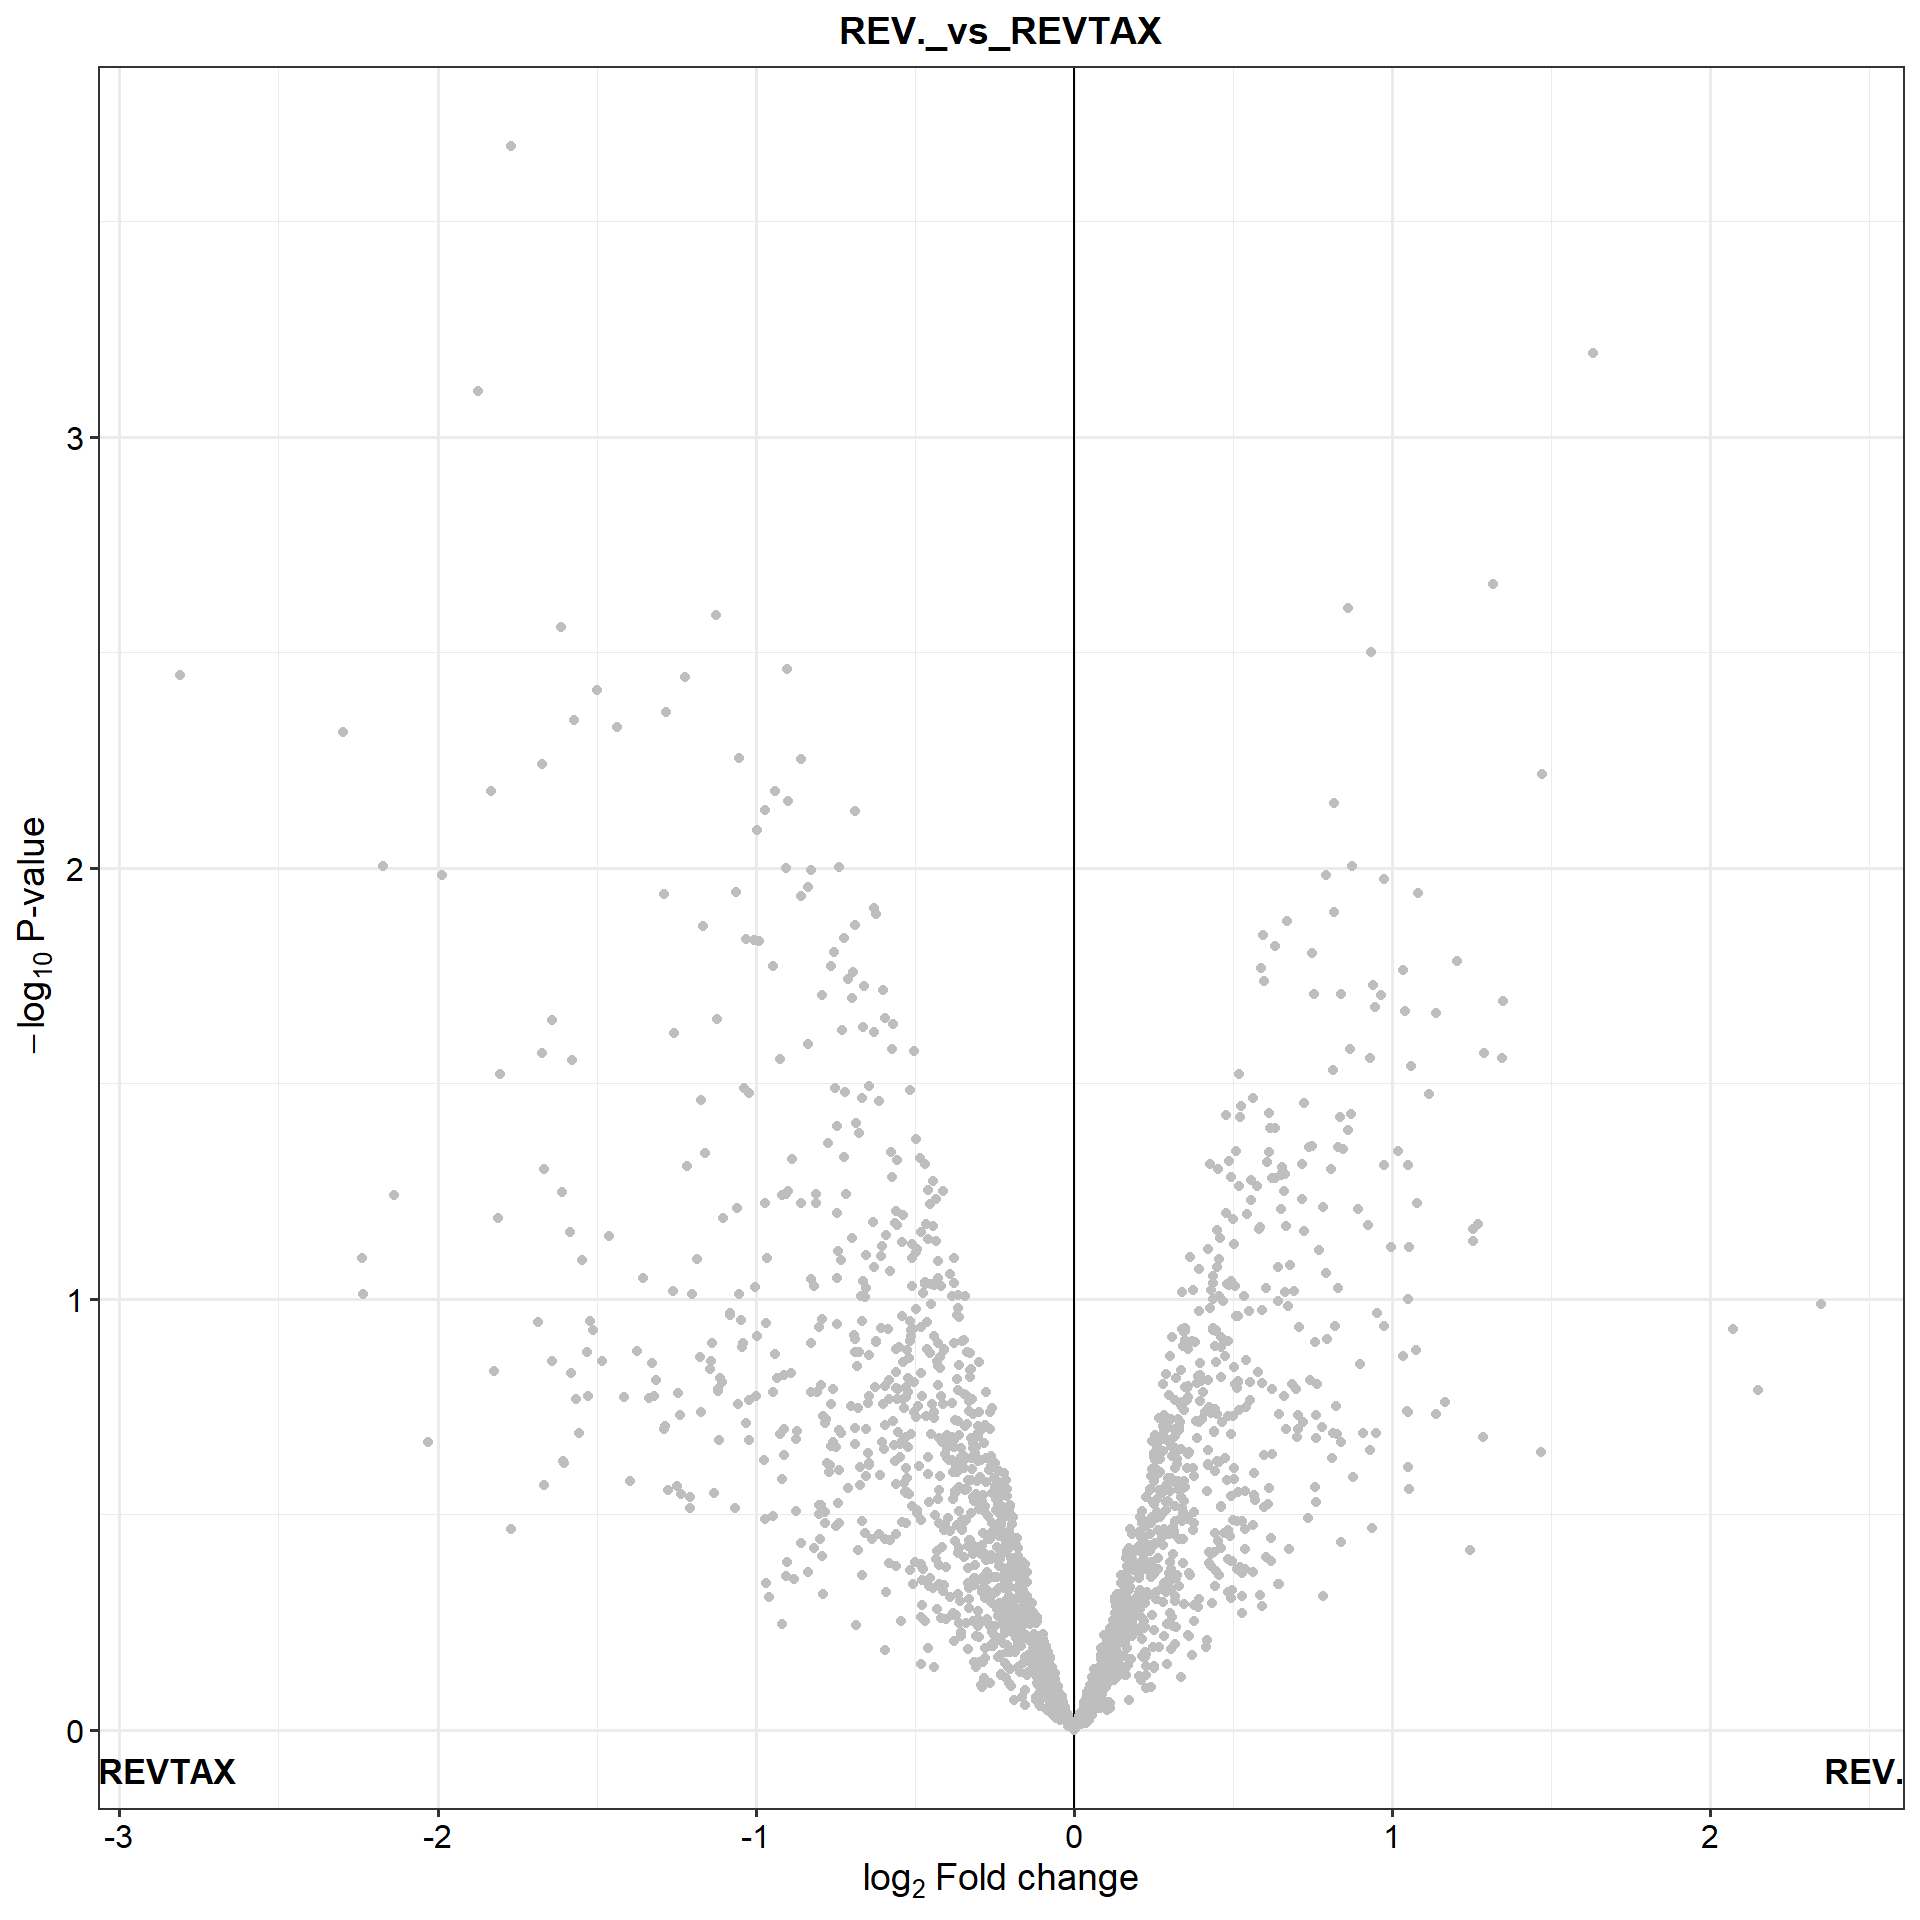 REV._vs_REVTAX
3
2
1
0
−log10 P-value
REVTAX
REV.
-3 -2 -1 0 1 2
log2 Fold change